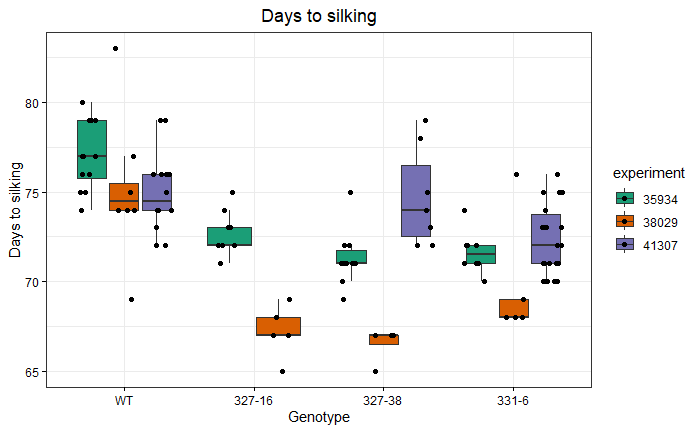 Days to silking
Days to silking
80
75
70
65
WT
327-16
327-38
331-6
Genotype
experiment
35934
38029
41307